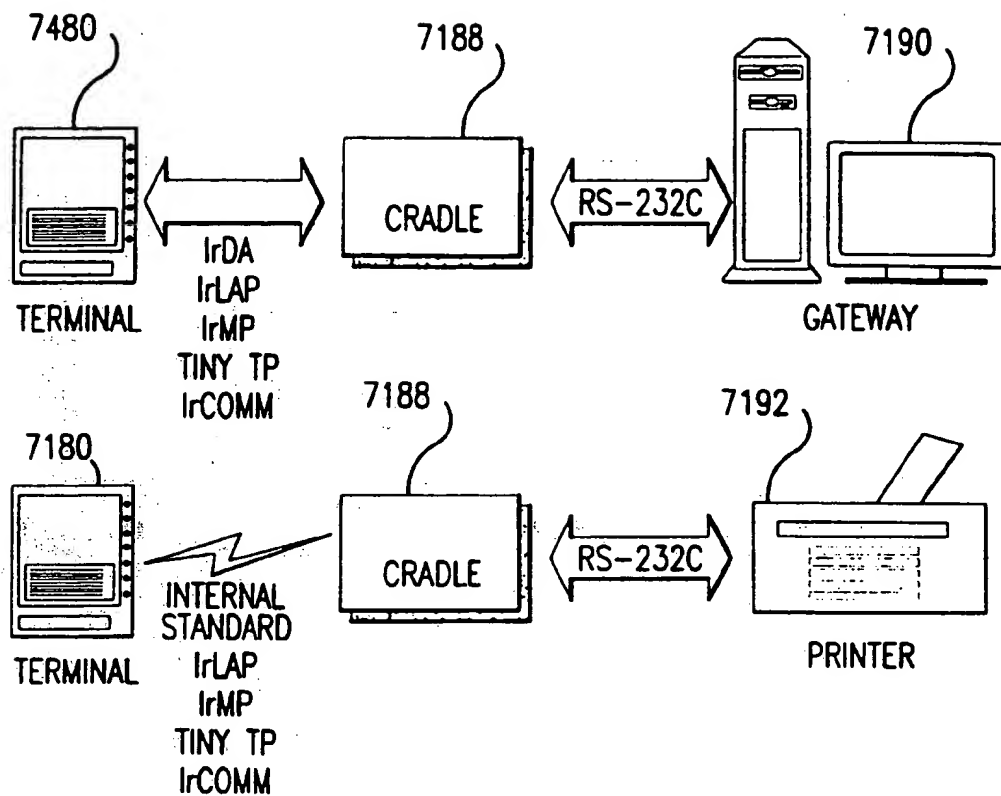 7480
7188
7190
CRADLE
RS-232C
IrDA
IrLAP
IrMP
TINY TP
IrCOMM
TERMINAL
GATEWAY
7180
7188
7192
CRADLE
RS-232C
INTERNAL
STANDARD
IrLAP
IrMP
TINY TP
IrCOMM
TERMINAL
PRINTER